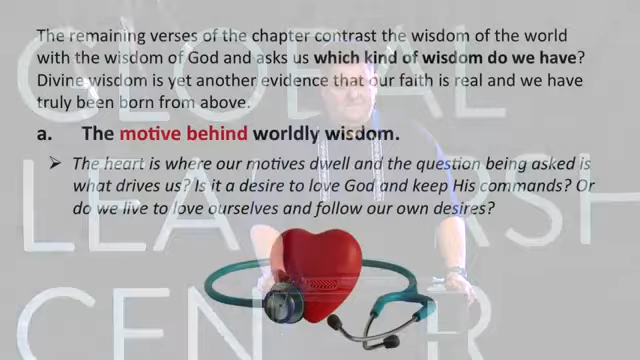 The remaining verses of the chapter contrast the wisdom of the world
with the wisdom of God and asks us which kind of wisdom do we have?
Divine wisdom is yet another evidence that our faith is real and we have
truly been born from above.
a. The motive behind worldly wisdom.
➢ The heart is where our motives dwell and the question being asked is
what drives us? Is it a desire to love God and keep His commands? Or
do we live to love ourselves and follow our own desires?
GLOBAL
LEADERSH
CENTER